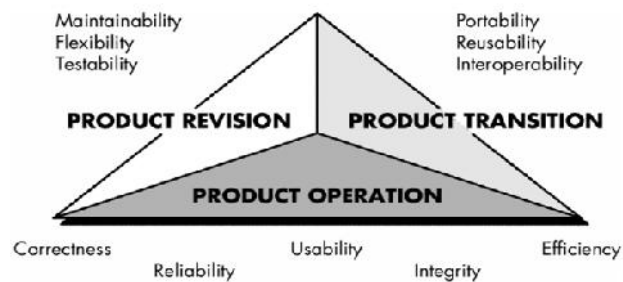 Maintainability
Flexibility
Testability
Portability
Reusability
Interoperability
PRODUCT REVISION
PRODUCT TRANSITION
PRODUCT OPERATION
Correctness
Usability
Efficiency
Reliability
Integrity